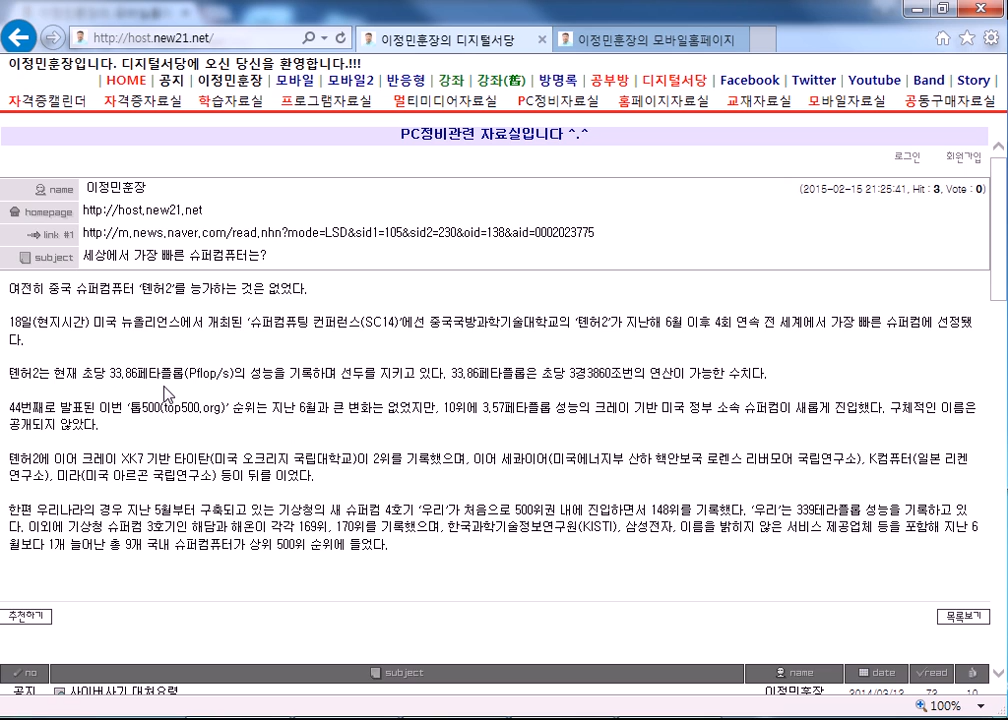 http://host.new21.net/
이정민훈장의 디지털서당
이정민훈장의 모바일홈페이지
이정민훈장입니다. 디지털서당에 오신 당신을 환영합니다.!!!
| HOME | 공지 | 이정민훈장 | 모바일 | 모바일2 | 반응형 | 강좌 | 강좌(舊) | 방명록 | 공부방 | 디지털서당 | Facebook | Twitter | Youtube | Band | Story |
자격증캘린더 자격증자료실 학습자료실 프로그램자료실 멀티미디어자료실 PC정비자료실 홈페이지자료실 교재자료실 모바일자료실 공동구매자료실
PC정비관련 자료실입니다 ^.^
로그인 회원가입
name 이정민훈장 (2015-02-15 21:25:41, Hit : 3, Vote : 0)
homepage http://host.new21.net
link #1 http://m.news.naver.com/read.nhn?mode=LSD&sid1=105&sid2=230&oid=138&aid=0002023775
subject 세상에서 가장 빠른 슈퍼컴퓨터는?
여전히 중국 슈퍼컴퓨터 '톈허2'를 능가하는 것은 없었다.
18일(현지시간) 미국 뉴올리언스에서 개최된 '슈퍼컴퓨팅 컨퍼런스(SC14)'에선 중국국방과학기술대학교의 '톈허2'가 지난해 6월 이후 4회 연속 전 세계에서 가장 빠른 슈퍼컴에 선정됐
다.
톈허2는 현재 초당 33.86페타플롭(Pflop/s)의 성능을 기록하며 선두를 지키고 있다. 33.86페타플롭은 초당 3경3860조번의 연산이 가능한 수치다.
44번째로 발표된 이번 '톱500(top500.org)' 순위는 지난 6월과 큰 변화는 없었지만, 10위에 3.57페타플롭 성능의 크레이 기반 미국 정부 소속 슈퍼컴이 새롭게 진입했다. 구체적인 이름은
공개되지 않았다.
톈허2에 이어 크레이 XK7 기반 타이탄(미국 오크리지 국립대학교)이 2위를 기록했으며, 이어 세콰이어(미국에너지부 산하 핵안보국 로렌스 리버모어 국립연구소), K컴퓨터(일본 리켄
연구소), 미라(미국 아르곤 국립연구소) 등이 뒤를 이었다.
한편 우리나라의 경우 지난 5월부터 구축되고 있는 기상청의 새 슈퍼컴 4호기 '우리'가 처음으로 500위권 내에 진입하면서 148위를 기록했다. '우리'는 339테라플롭 성능을 기록하고 있
다. 이외에 기상청 슈퍼컴 3호기인 해담과 해온이 각각 169위, 170위를 기록했으며, 한국과학기술정보연구원(KISTI), 삼성전자, 이름을 밝히지 않은 서비스 제공업체 등을 포함해 지난 6
월보다 1개 늘어난 총 9개 국내 슈퍼컴퓨터가 상위 500위 순위에 들었다.
추천하기 목록보기
no subject name date read
공지 사이버사기 대처요령 이정민훈장 2014/03/13 73 10
100%